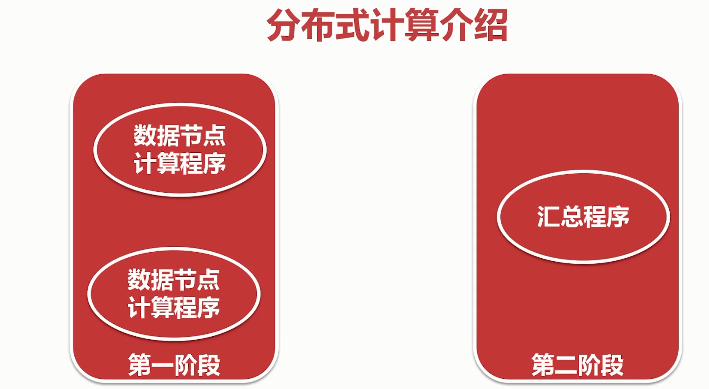 分布式计算介绍
数据节点
计算程序
数据节点
计算程序
第一阶段
汇总程序
第二阶段